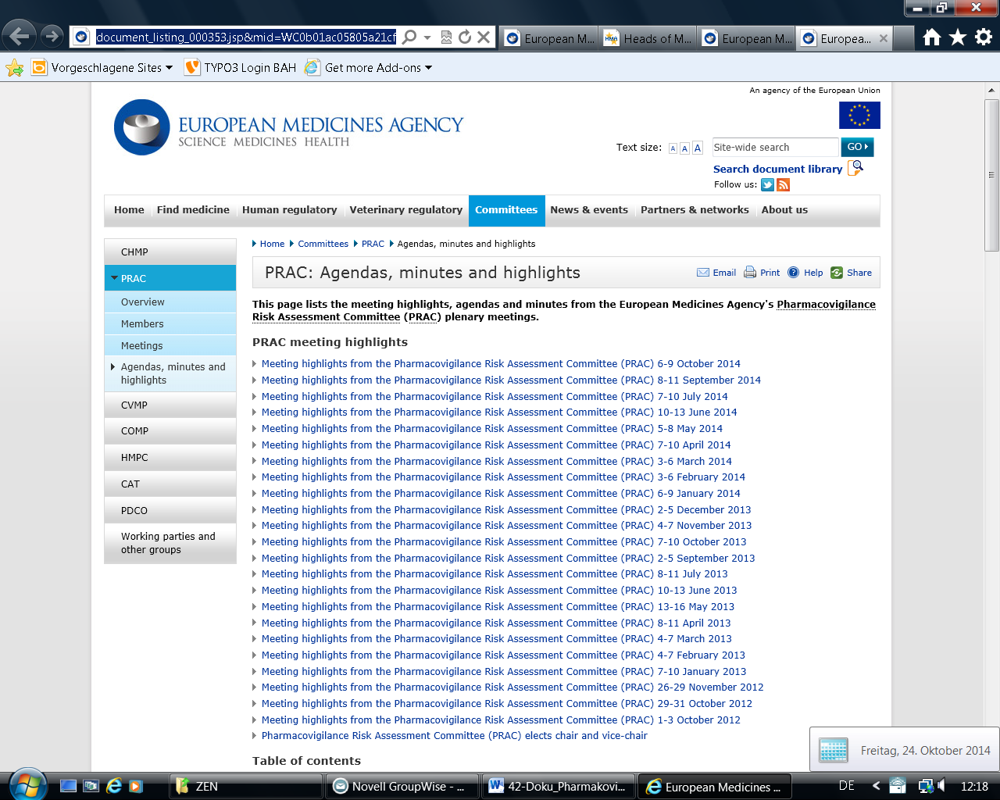 document_listing_000353.jsp&mid=WC0b01ac05805a21cf
European M...
Heads of M...
European M...
Europea...
Vorgeschlagene Sites
TYPO3 Login BAH
Get more Add-ons
An agency of the European Union
EUROPEAN MEDICINES AGENCY
SCIENCE MEDICINES HEALTH
Text size: A A A
Site-wide search
GO
Search document library
Follow us:
Home
Find medicine
Human regulatory
Veterinary regulatory
Committees
News & events
Partners & networks
About us
CHMP
PRAC
Overview
Members
Meetings
Agendas, minutes and
highlights
CVMP
COMP
HMPC
CAT
PDCO
Working parties and
other groups
Home Committees PRAC Agendas, minutes and highlights
PRAC: Agendas, minutes and highlights
Email
Print
Help
Share
This page lists the meeting highlights, agendas and minutes from the European Medicines Agency's Pharmacovigilance
Risk Assessment Committee (PRAC) plenary meetings.
PRAC meeting highlights
Meeting highlights from the Pharmacovigilance Risk Assessment Committee (PRAC) 6-9 October 2014
Meeting highlights from the Pharmacovigilance Risk Assessment Committee (PRAC) 8-11 September 2014
Meeting highlights from the Pharmacovigilance Risk Assessment Committee (PRAC) 7-10 July 2014
Meeting highlights from the Pharmacovigilance Risk Assessment Committee (PRAC) 10-13 June 2014
Meeting highlights from the Pharmacovigilance Risk Assessment Committee (PRAC) 5-8 May 2014
Meeting highlights from the Pharmacovigilance Risk Assessment Committee (PRAC) 7-10 April 2014
Meeting highlights from the Pharmacovigilance Risk Assessment Committee (PRAC) 3-6 March 2014
Meeting highlights from the Pharmacovigilance Risk Assessment Committee (PRAC) 3-6 February 2014
Meeting highlights from the Pharmacovigilance Risk Assessment Committee (PRAC) 6-9 January 2014
Meeting highlights from the Pharmacovigilance Risk Assessment Committee (PRAC) 2-5 December 2013
Meeting highlights from the Pharmacovigilance Risk Assessment Committee (PRAC) 4-7 November 2013
Meeting highlights from the Pharmacovigilance Risk Assessment Committee (PRAC) 7-10 October 2013
Meeting highlights from the Pharmacovigilance Risk Assessment Committee (PRAC) 2-5 September 2013
Meeting highlights from the Pharmacovigilance Risk Assessment Committee (PRAC) 8-11 July 2013
Meeting highlights from the Pharmacovigilance Risk Assessment Committee (PRAC) 10-13 June 2013
Meeting highlights from the Pharmacovigilance Risk Assessment Committee (PRAC) 13-16 May 2013
Meeting highlights from the Pharmacovigilance Risk Assessment Committee (PRAC) 8-11 April 2013
Meeting highlights from the Pharmacovigilance Risk Assessment Committee (PRAC) 4-7 March 2013
Meeting highlights from the Pharmacovigilance Risk Assessment Committee (PRAC) 4-7 February 2013
Meeting highlights from the Pharmacovigilance Risk Assessment Committee (PRAC) 7-10 January 2013
Meeting highlights from the Pharmacovigilance Risk Assessment Committee (PRAC) 26-29 November 2012
Meeting highlights from the Pharmacovigilance Risk Assessment Committee (PRAC) 29-31 October 2012
Meeting highlights from the Pharmacovigilance Risk Assessment Committee (PRAC) 1-3 October 2012
Pharmacovigilance Risk Assessment Committee (PRAC) elects chair and vice-chair
Table of contents
Freitag, 24. Oktober 2014
ZEN
Novell GroupWise - ...
42-Doku_Pharmakovi...
European Medicines ...
DE
12:18